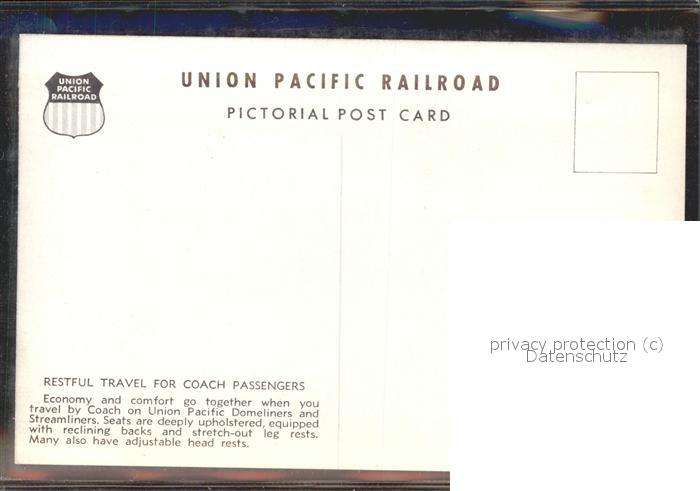 UNION
PACIFIC
RAILROAD
UNION PACIFIC RAILROAD
PICTORIAL POST CARD
privacy protection (c)
Datenschutz
RESTFUL TRAVEL FOR COACH PASSENGERS
Economy and comfort go together when you
travel by Coach on Union Pacific Domeliners and
Streamliners. Seats are deeply upholstered, equipped
with reclining backs and stretch-out leg rests.
Many also have adjustable head rests.